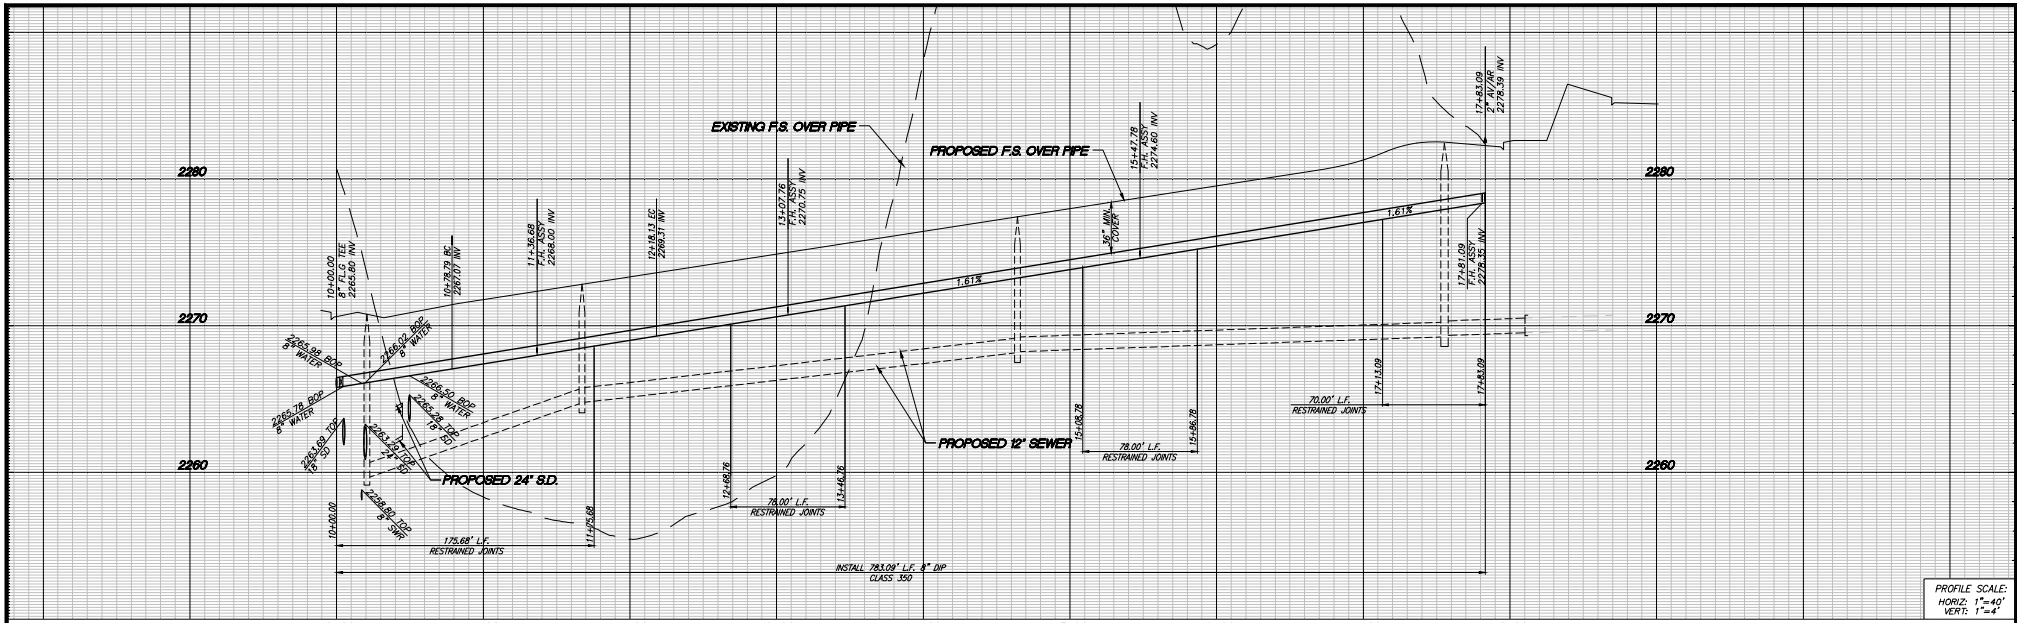 EXISTING F.S. OVER PIPE
PROPOSED F.S. OVER PIPE
2280
2280
10+00.00
8" FL.G TEE
2265.80 INV
10+78.79 BC
2267.07 INV
11+36.68
F.H. ASSY
2268.00 INV
12+18.13 EC
2269.31 INV
13+07.76
F.H. ASSY
2270.75 INV
15+47.78
F.H. ASSY
2274.60 INV
17+83.09
2" AV/AR
2278.39 INV
36" MIN.
COVER
1.61%
1.61%
17+81.09
F.H. ASSY
2278.35 INV
2270
2270
2265.98 BOP
8" WATER
2266.02 BOP
8" WATER
2265.78 BOP
8" WATER
2266.50 BOP
8" WATER
2263.69 TOP
18" SD
2263.29 TOP
24" SD
2265.28 TOP
18" SD
2258.80 TOP
8" SWR
PROPOSED 12" SEWER
PROPOSED 24" S.D.
2260
2260
10+00.00
11+75.68
12+68.76
13+46.76
15+08.78
15+86.78
17+13.09
17+83.09
70.00' L.F.
RESTRAINED JOINTS
78.00' L.F.
RESTRAINED JOINTS
78.00' L.F.
RESTRAINED JOINTS
175.68' L.F.
RESTRAINED JOINTS
INSTALL 783.09' L.F. 8" DIP
CLASS 350
PROFILE SCALE:
HORIZ: 1"=40'
VERT: 1"=4'